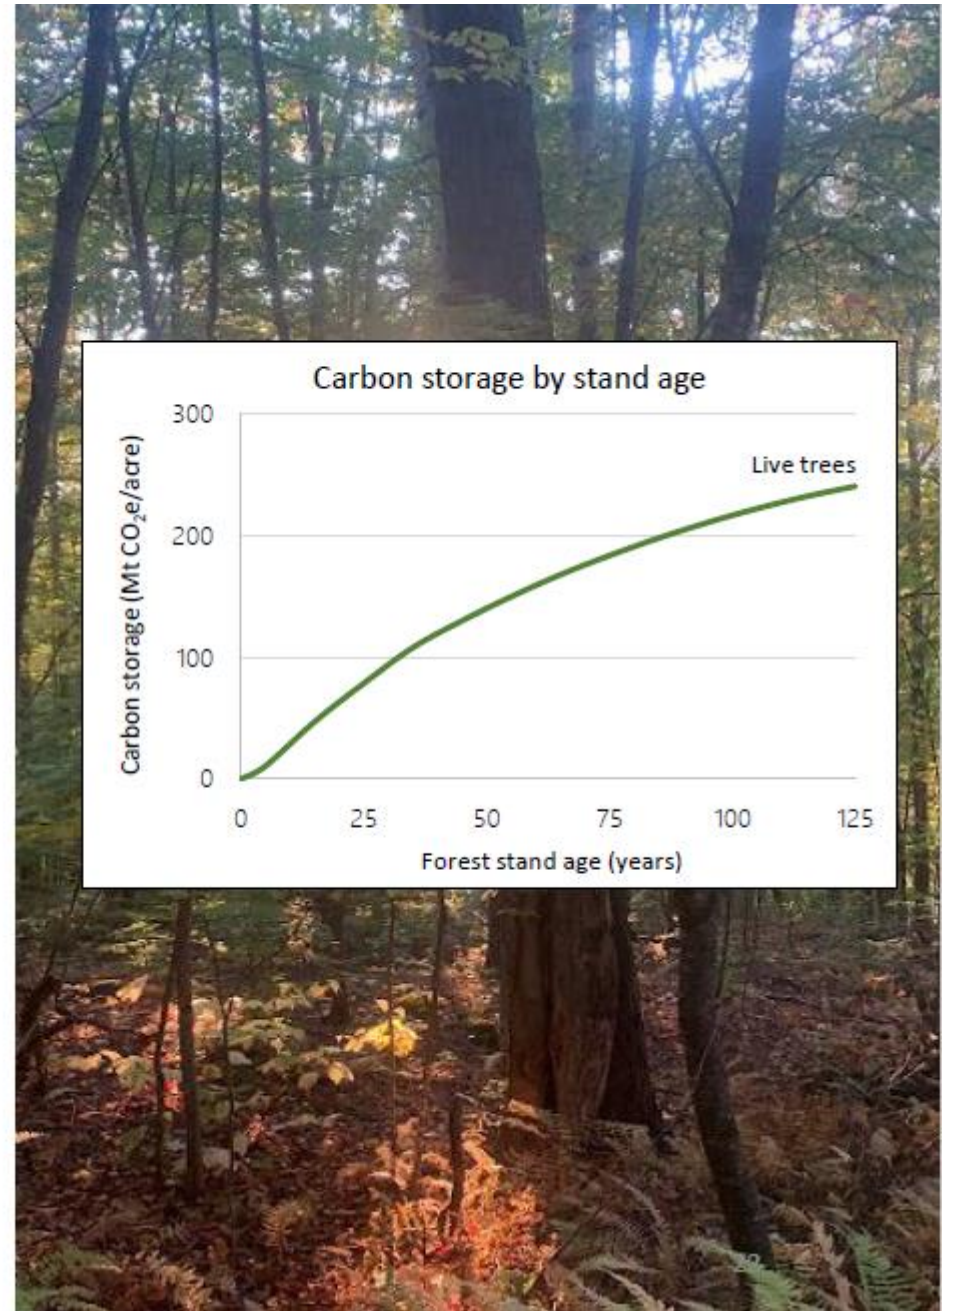 Carbon storage by stand age
300
200
100
0
Carbon storage (Mt CO₂e/acre)
Live trees
0 25 50 75 100 125
Forest stand age (years)